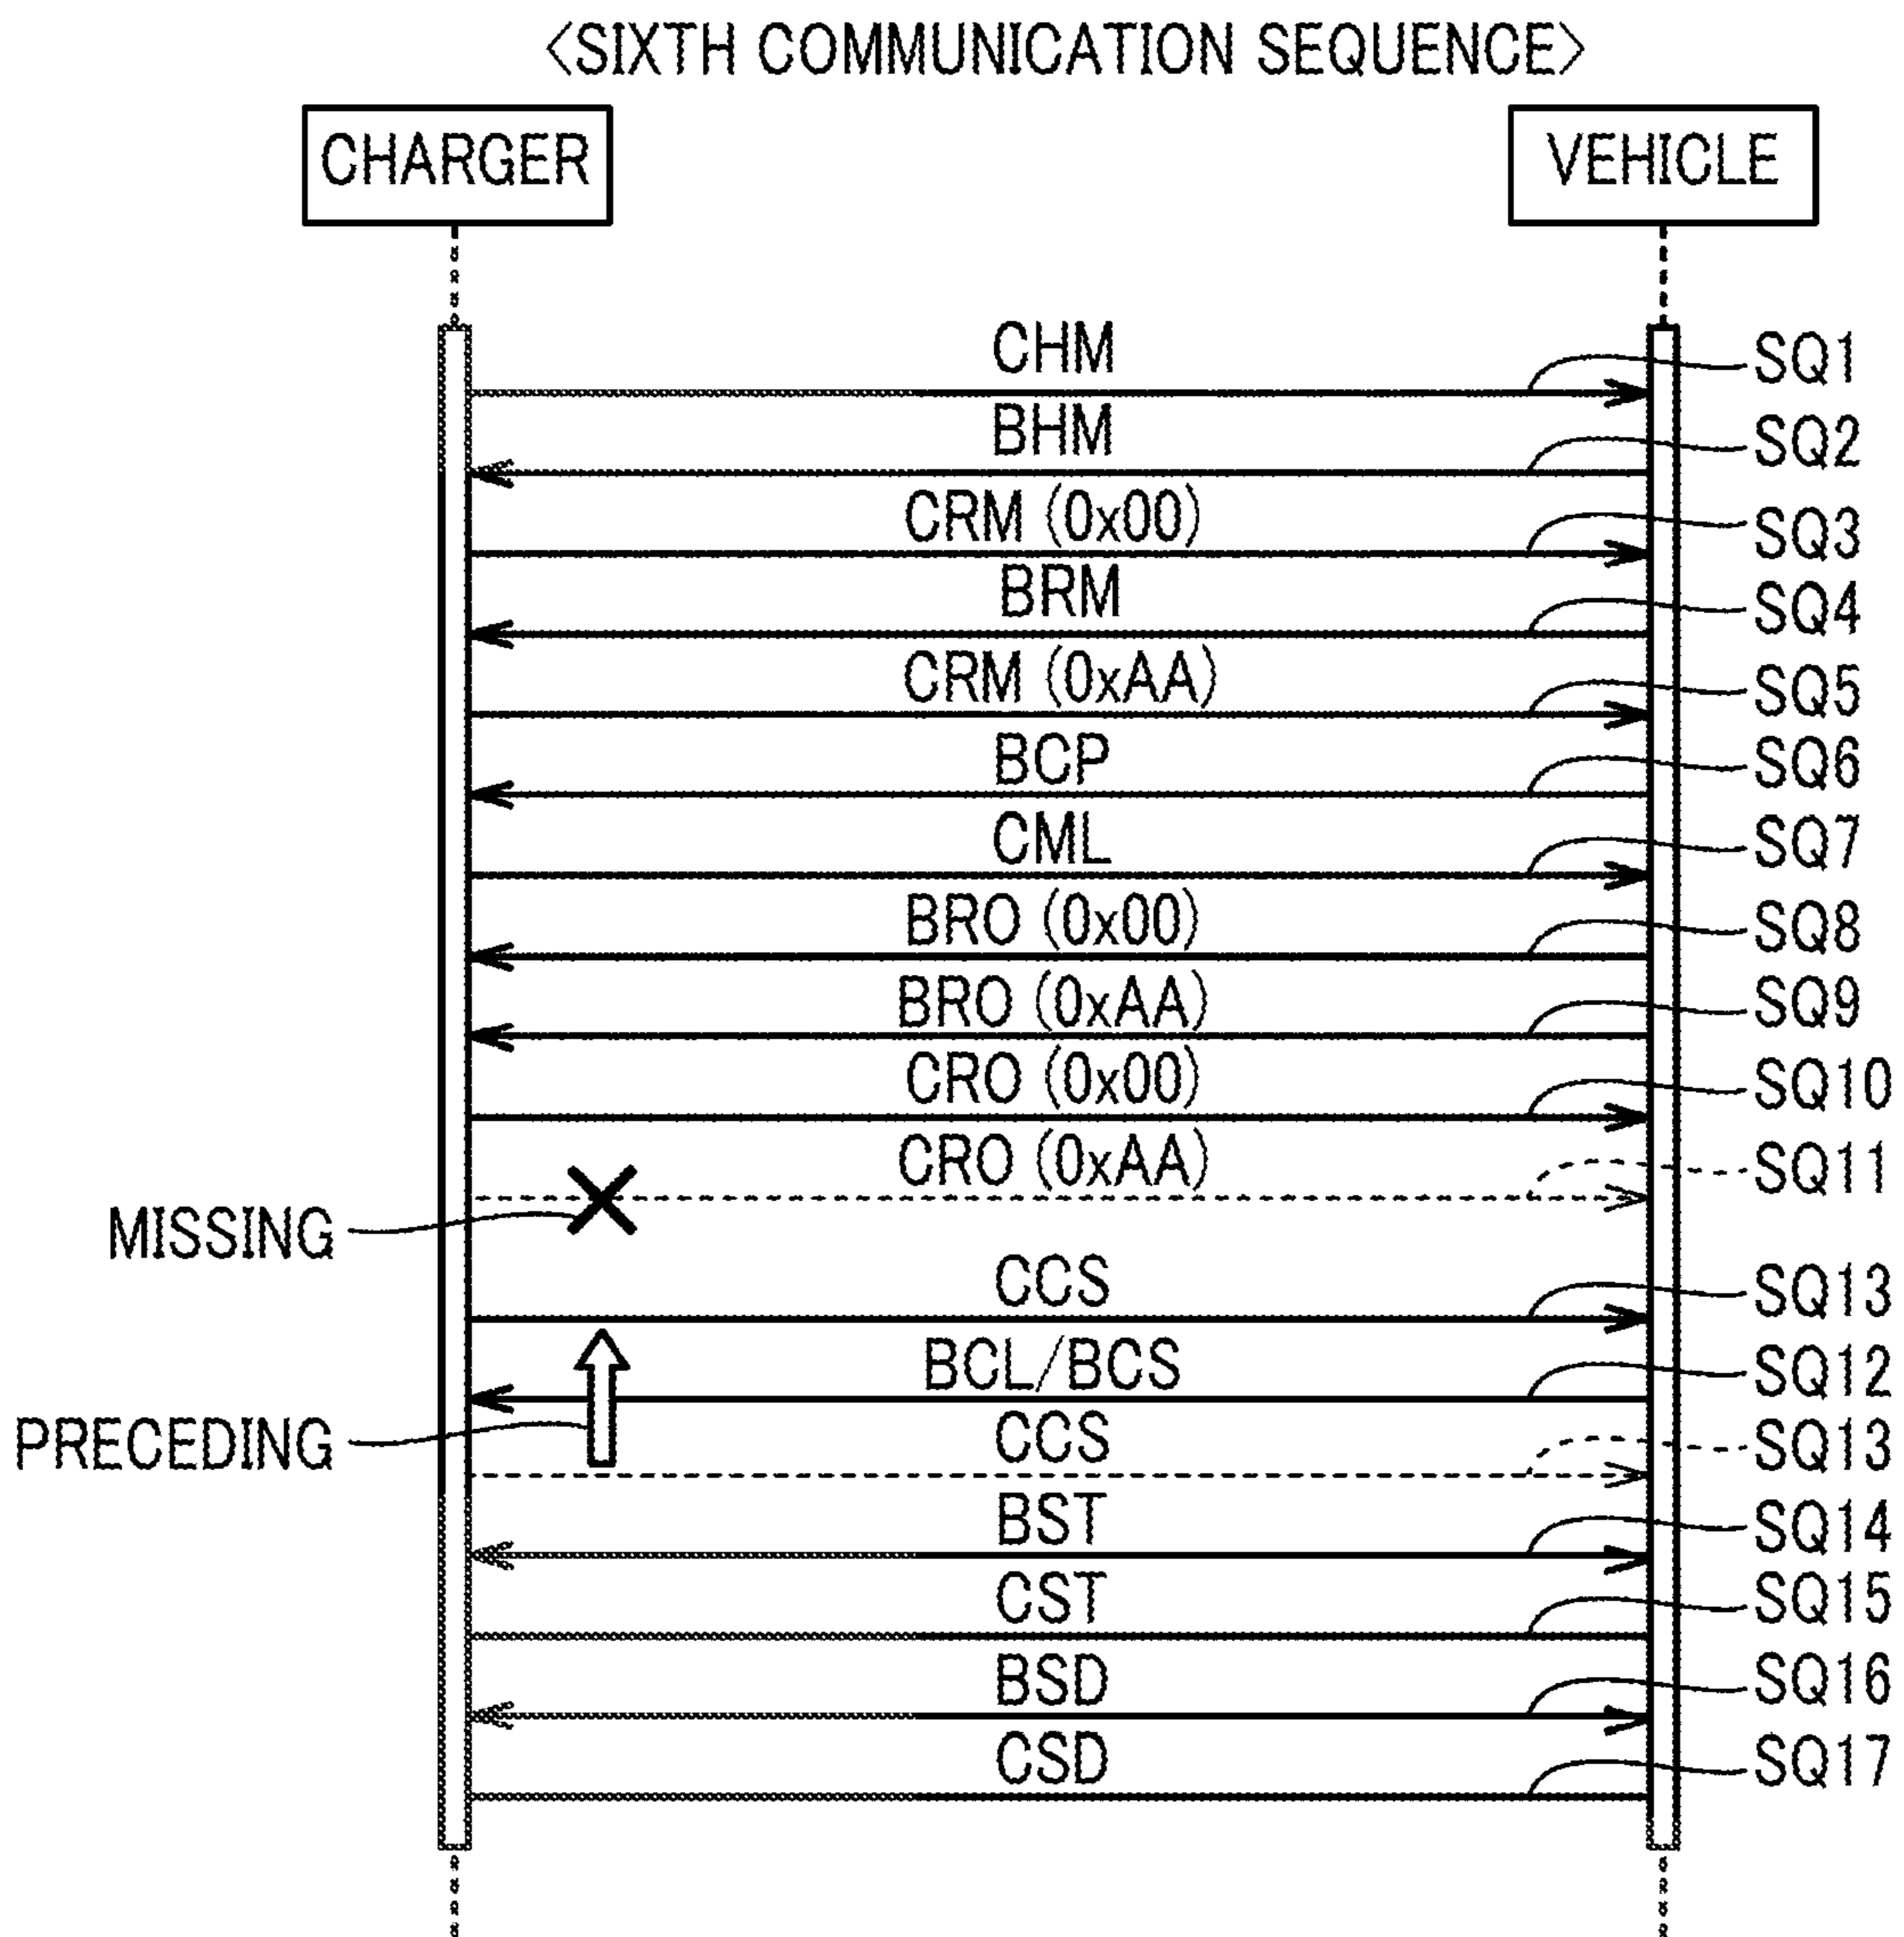 <SIXTH COMMUNICATION SEQUENCE>
CHARGER
VEHICLE
CHM
SQ1
BHM
SQ2
CRM (0x00)
SQ3
BRM
SQ4
CRM (0xAA)
SQ5
BCP
SQ6
CML
SQ7
BRO (0x00)
SQ8
BRO (0xAA)
SQ9
CRO (0x00)
SQ10
CRO (0xAA)
SQ11
MISSING
CCS
SQ13
BCL/BCS
SQ12
PRECEDING
CCS
SQ13
BST
SQ14
CST
SQ15
BSD
SQ16
CSD
SQ17